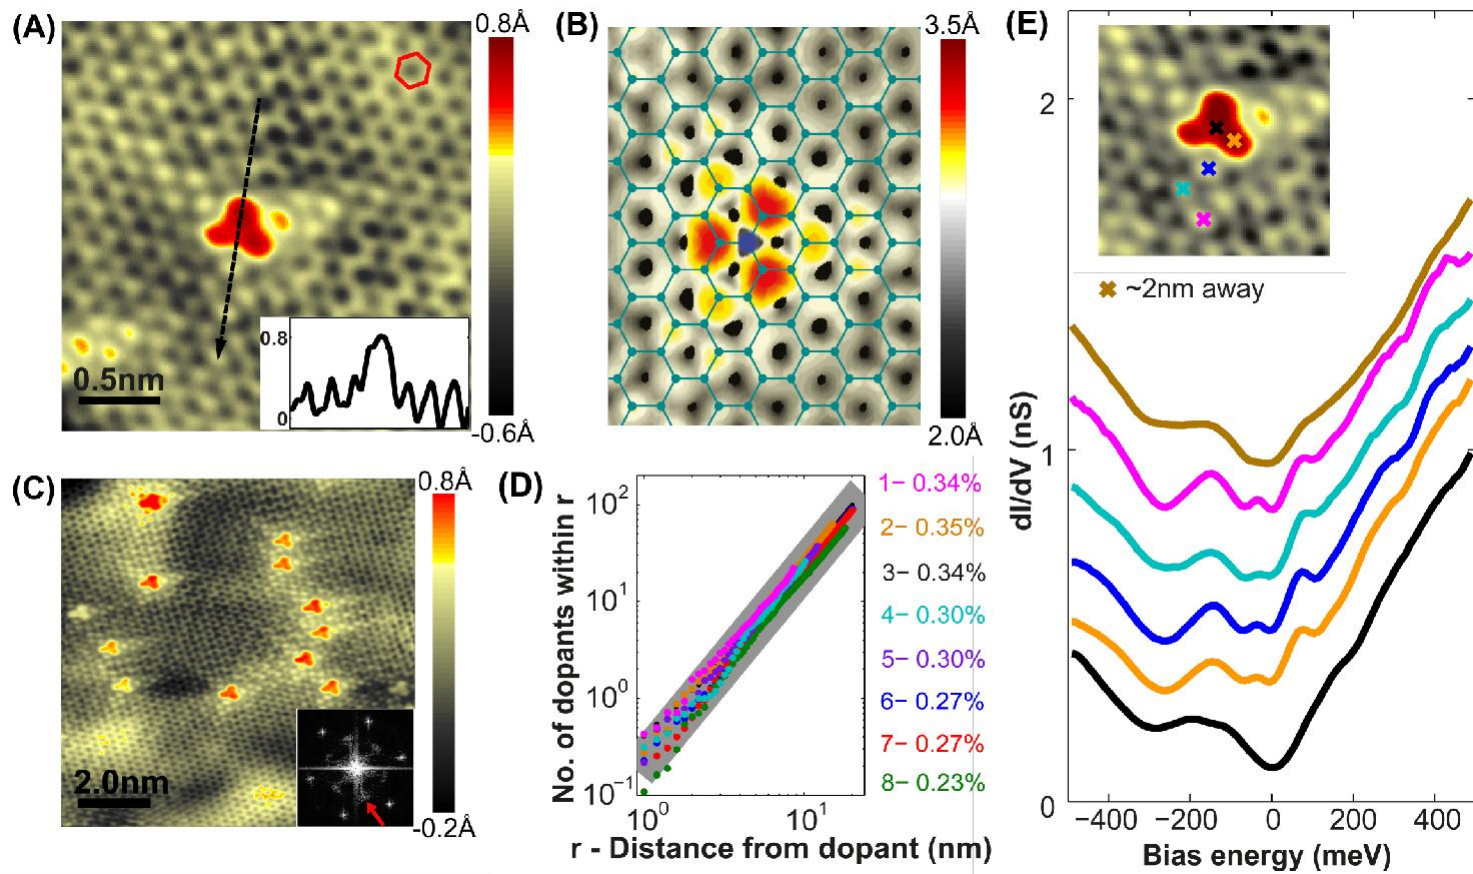 (A)
0.8Å
0.5nm
0.8
0
-0.6Å
(B)
3.5Å
2.0Å
(C)
0.8Å
2.0nm
-0.2Å
(D)
No. of dopants within r
10²
10¹
10⁰
10⁻¹
10⁰
10¹
r - Distance from dopant (nm)
1− 0.34%
2− 0.35%
3− 0.34%
4− 0.30%
5− 0.30%
6− 0.27%
7− 0.27%
8− 0.23%
(E)
~2nm away
dI/dV (nS)
2
1
0
−400
−200
0
200
400
Bias energy (meV)